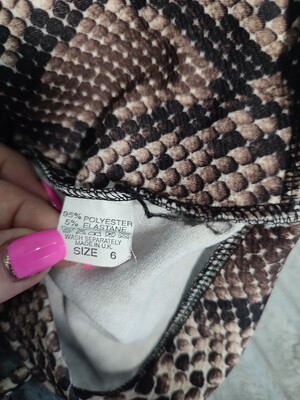 95% POLYESTER
5% ELASTANE
WASH SEPARATELY
MADE IN U.K.
SIZE 6